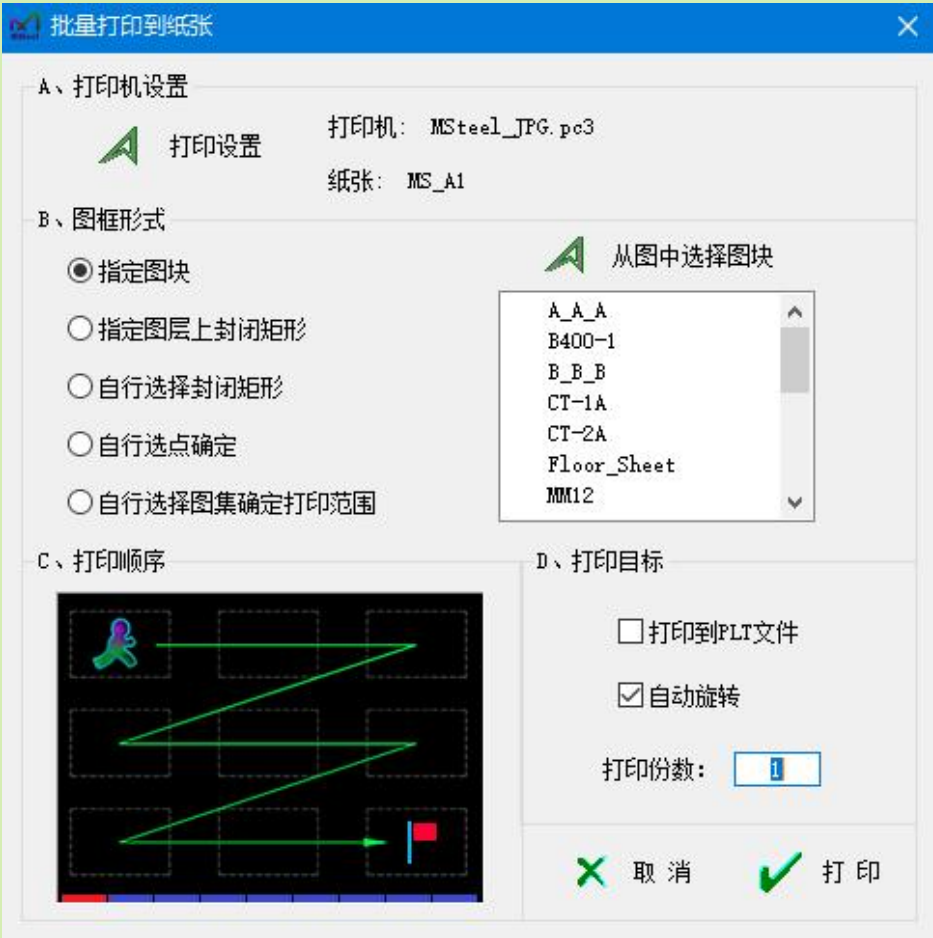 批量打印到纸张
A、打印机设置
打印设置
打印机: MSteel_JPG.pc3
纸张: MS_A1
B、图框形式
指定图块
指定图层上封闭矩形
自行选择封闭矩形
自行选点确定
自行选择图集确定打印范围
从图中选择图块
A_A_A
B400-1
B_B_B
CT-1A
CT-2A
Floor_Sheet
MM12
C、打印顺序
D、打印目标
打印到PLT文件
自动旋转
打印份数: 1
取 消
打 印